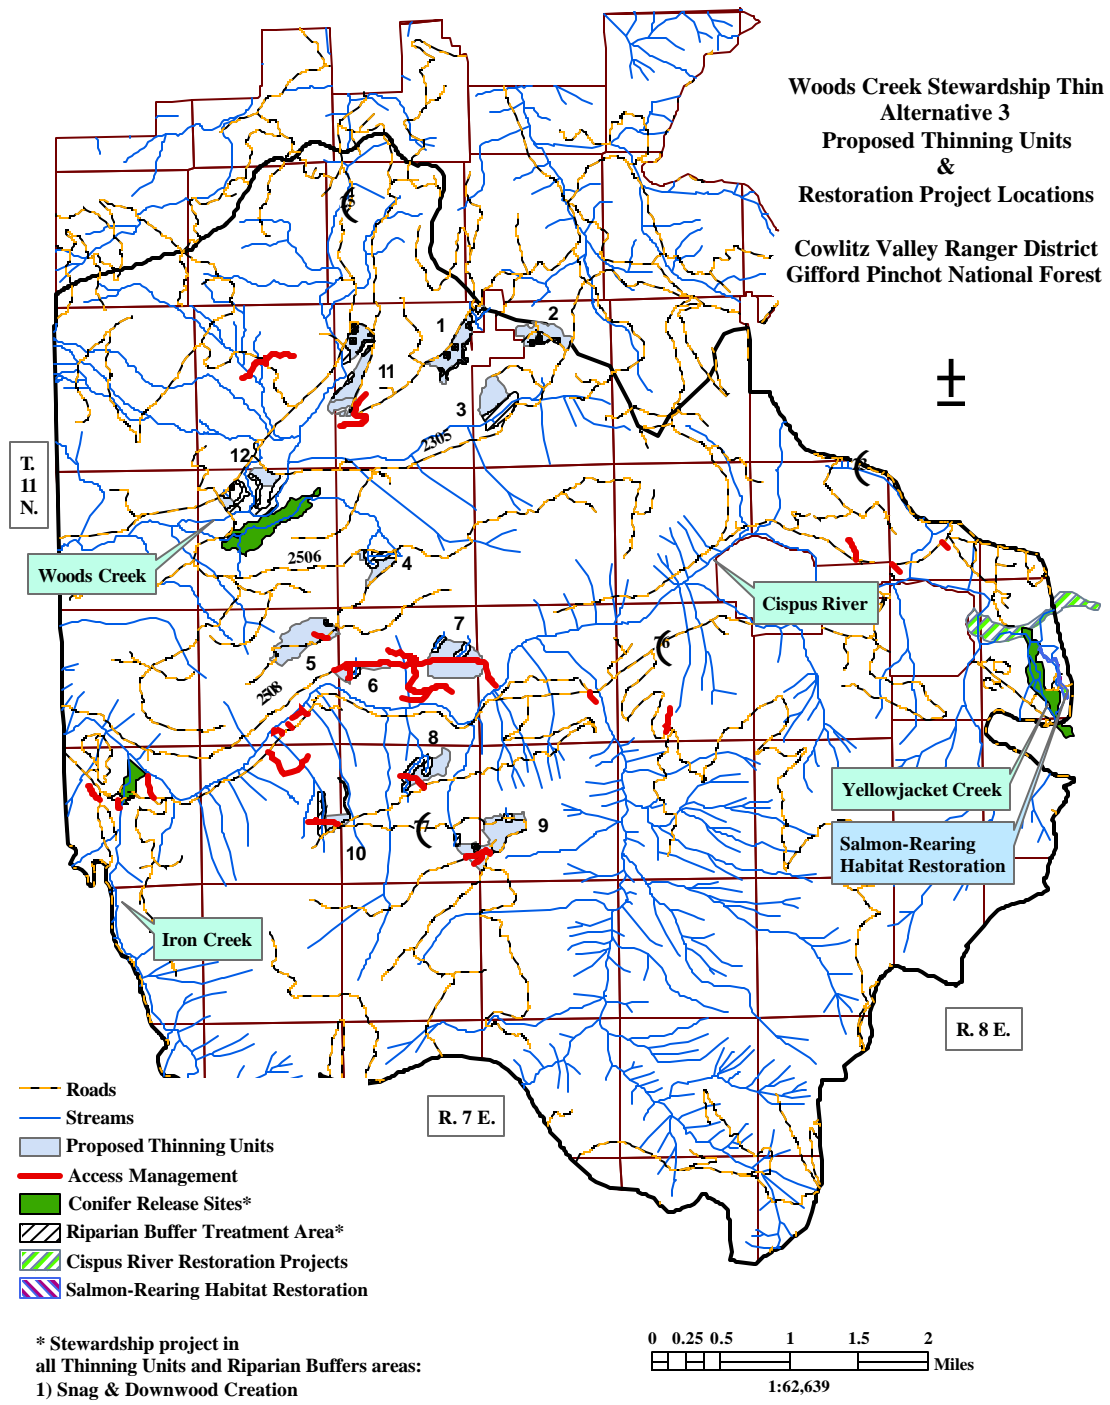 Woods Creek Stewardship Thin
Alternative 3
Proposed Thinning Units
&
Restoration Project Locations
Cowlitz Valley Ranger District
Gifford Pinchot National Forest
1
2
11
3
2305
12
T.
11
N.
2506
4
Woods Creek
Cispus River
7
5
6
2508
8
Yellowjacket Creek
9
10
Salmon-Rearing
Habitat Restoration
Iron Creek
R. 8 E.
R. 7 E.
Roads
Streams
Proposed Thinning Units
Access Management
Conifer Release Sites*
Riparian Buffer Treatment Area*
Cispus River Restoration Projects
Salmon-Rearing Habitat Restoration
* Stewardship project in
all Thinning Units and Riparian Buffers areas:
1) Snag & Downwood Creation
0 0.25 0.5 1 1.5 2
Miles
1:62,639